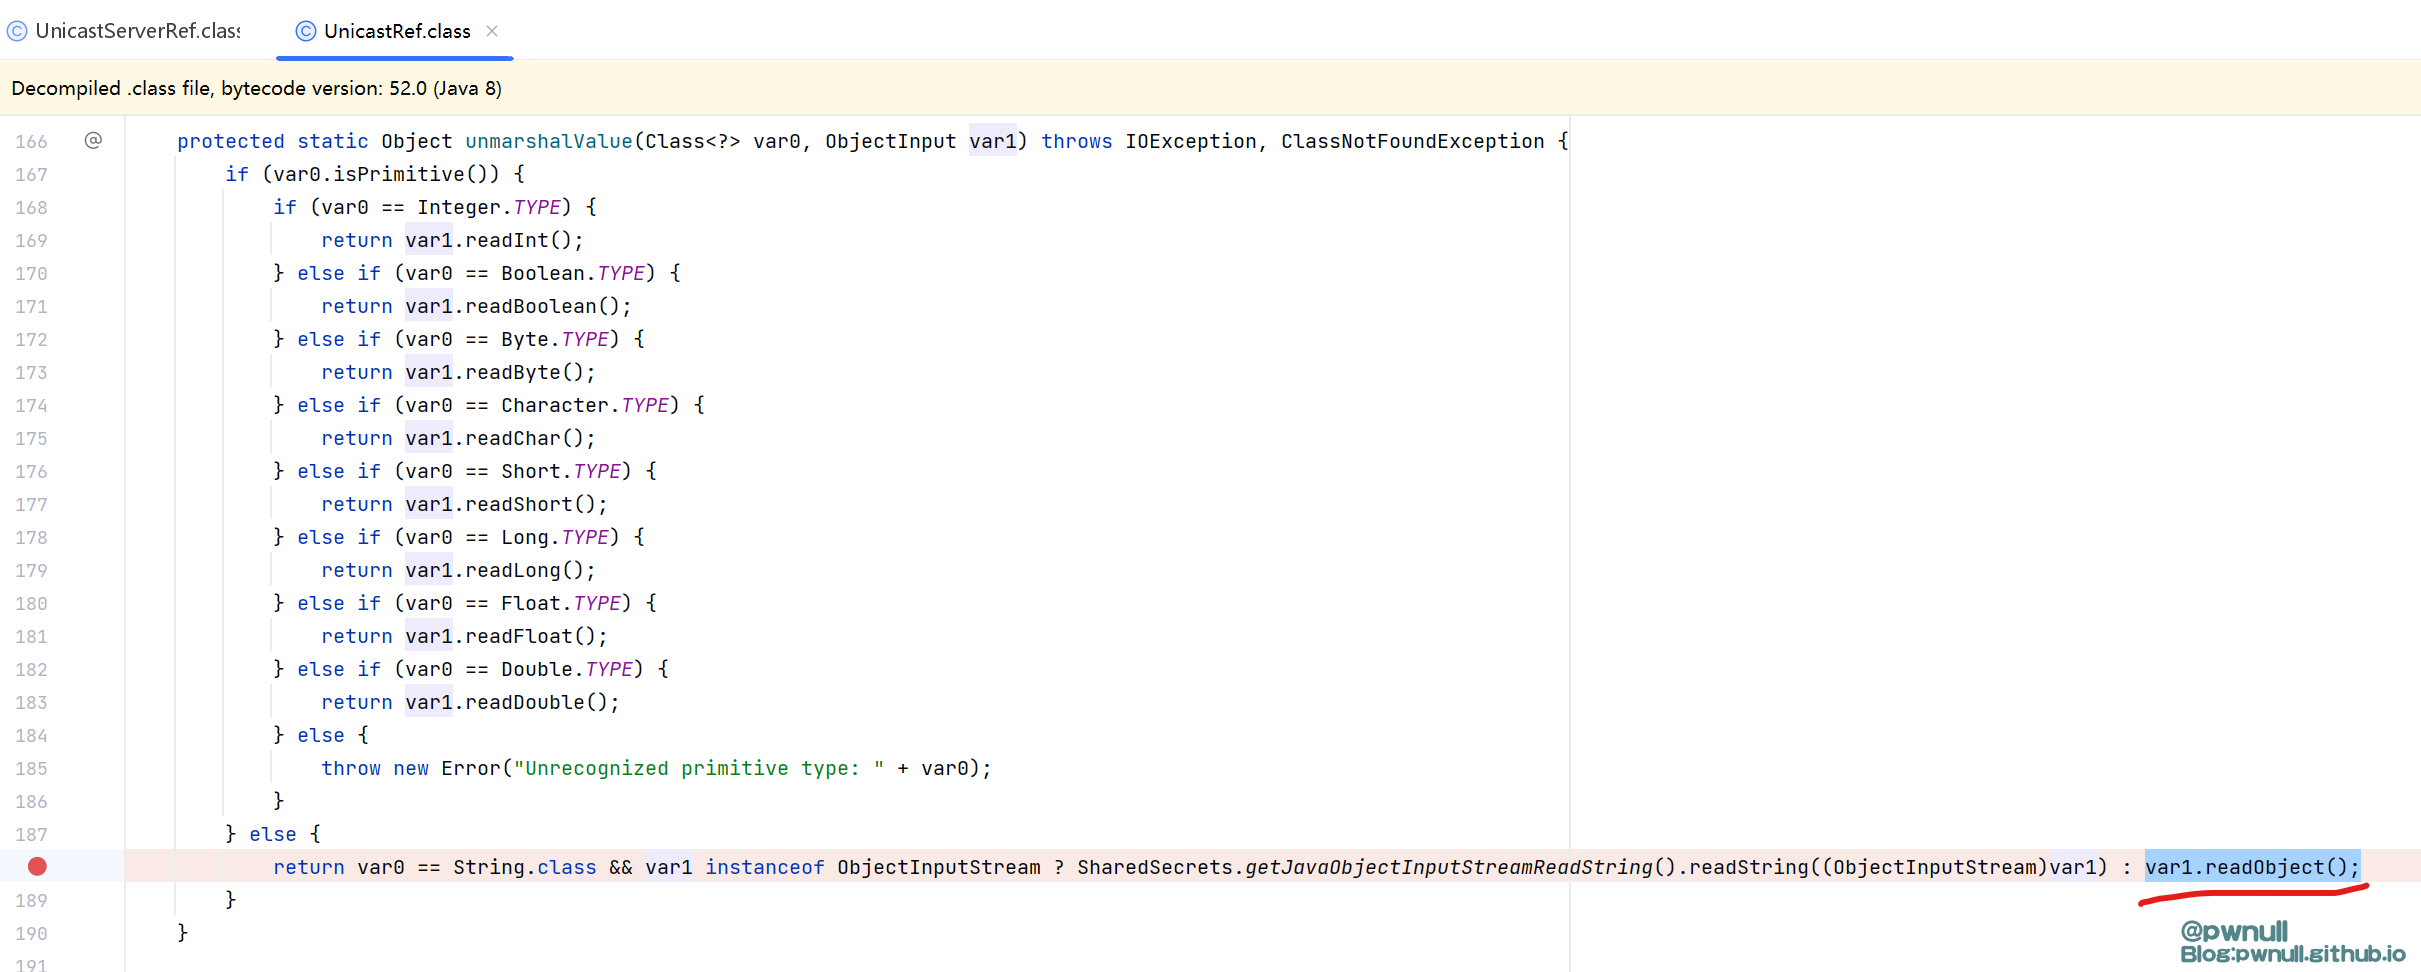 UnicastServerRef.class
UnicastRef.class
Decompiled .class file, bytecode version: 52.0 (Java 8)
166 @ protected static Object unmarshalValue(Class<?> var0, ObjectInput var1) throws IOException, ClassNotFoundException {
167 if (var0.isPrimitive()) {
168 if (var0 == Integer.TYPE) {
169 return var1.readInt();
170 } else if (var0 == Boolean.TYPE) {
171 return var1.readBoolean();
172 } else if (var0 == Byte.TYPE) {
173 return var1.readByte();
174 } else if (var0 == Character.TYPE) {
175 return var1.readChar();
176 } else if (var0 == Short.TYPE) {
177 return var1.readShort();
178 } else if (var0 == Long.TYPE) {
179 return var1.readLong();
180 } else if (var0 == Float.TYPE) {
181 return var1.readFloat();
182 } else if (var0 == Double.TYPE) {
183 return var1.readDouble();
184 } else {
185 throw new Error("Unrecognized primitive type: " + var0);
186 }
187 } else {
return var0 == String.class && var1 instanceof ObjectInputStream ? SharedSecrets.getJavaObjectInputStreamReadString().readString((ObjectInputStream)var1) : var1.readObject();
189 }
190 }
191
@pwnull
Blog:pwnull.github.io